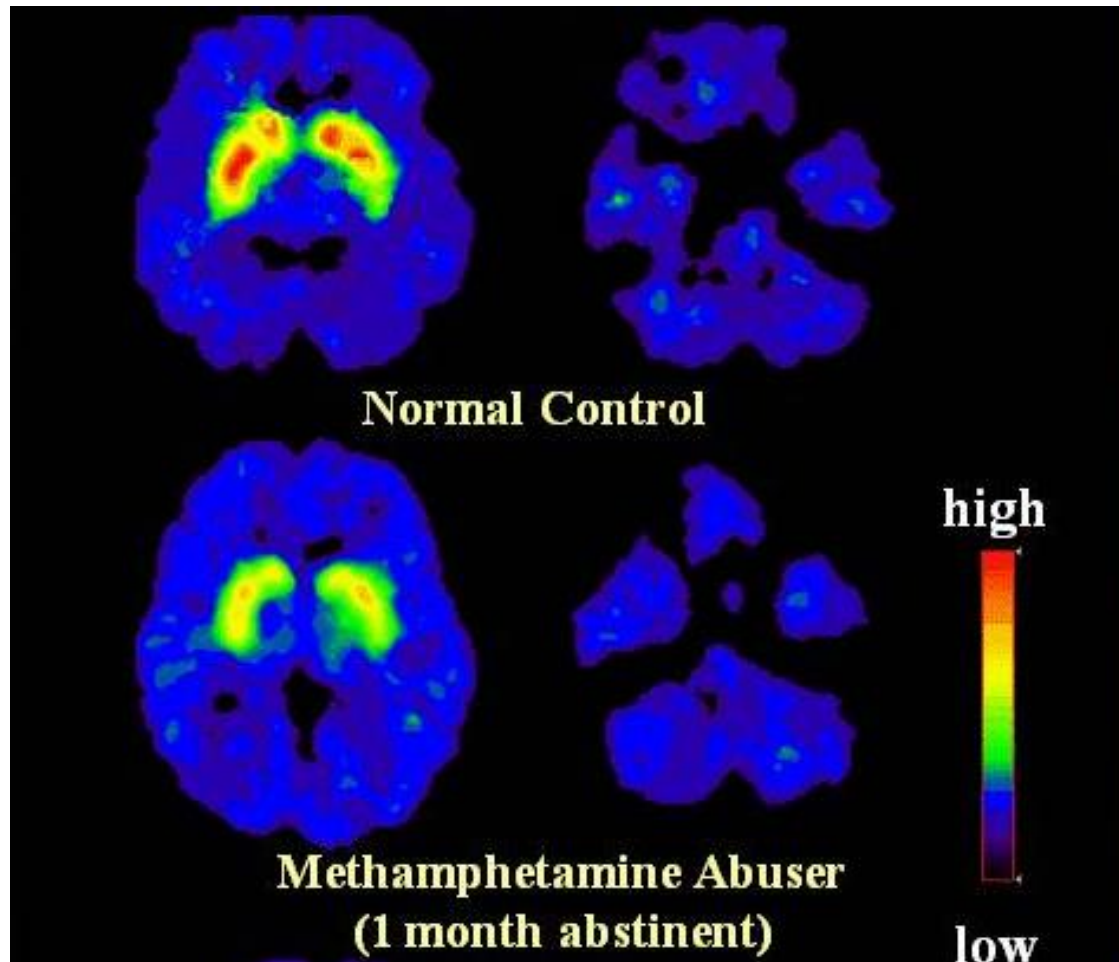 Normal Control
high
Methamphetamine Abuser
(1 month abstinent)
low